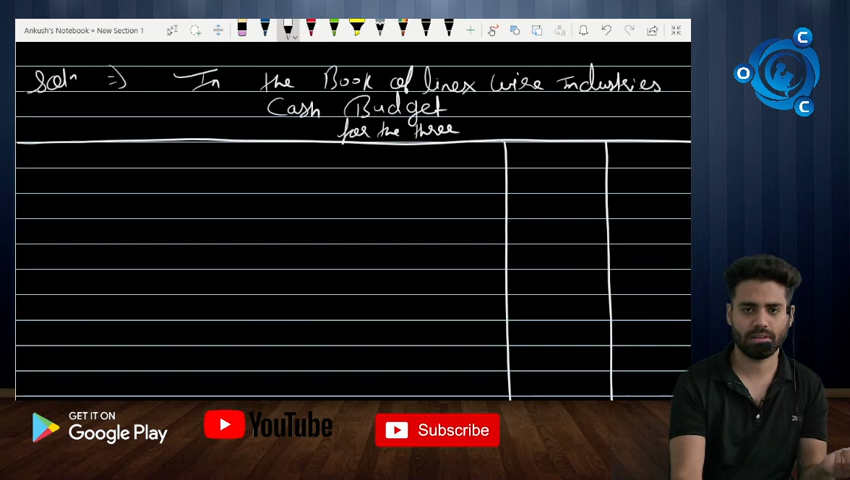 Ankush's Notebook » New Section 1
Soln => In the Book of linex wire Industries
Cash Budget
for the three
C
O
C
GET IT ON
Google Play
YouTube
Subscribe